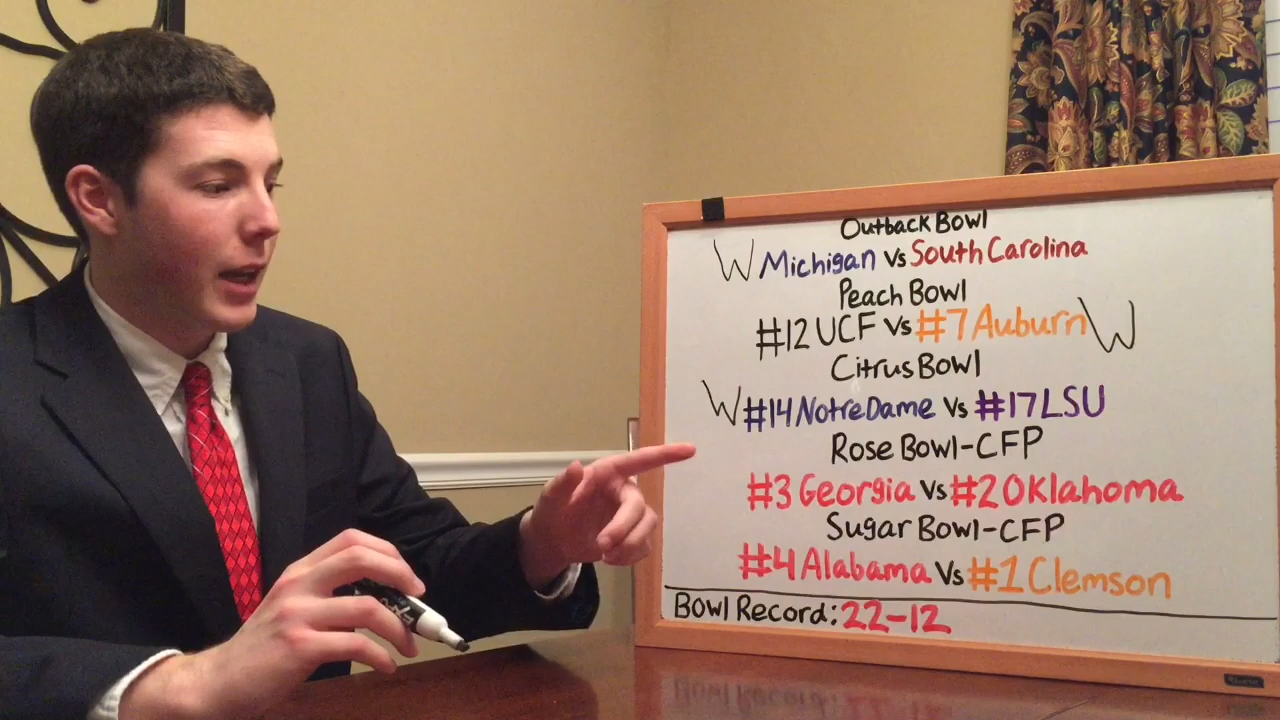 Outback Bowl
W Michigan Vs South Carolina
Peach Bowl
#12 UCF Vs #7 Auburn W
Citrus Bowl
W #14 Notre Dame Vs #17 LSU
Rose Bowl-CFP
#3 Georgia Vs #2 Oklahoma
Sugar Bowl-CFP
#4 Alabama Vs #1 Clemson
Bowl Record: 22-12